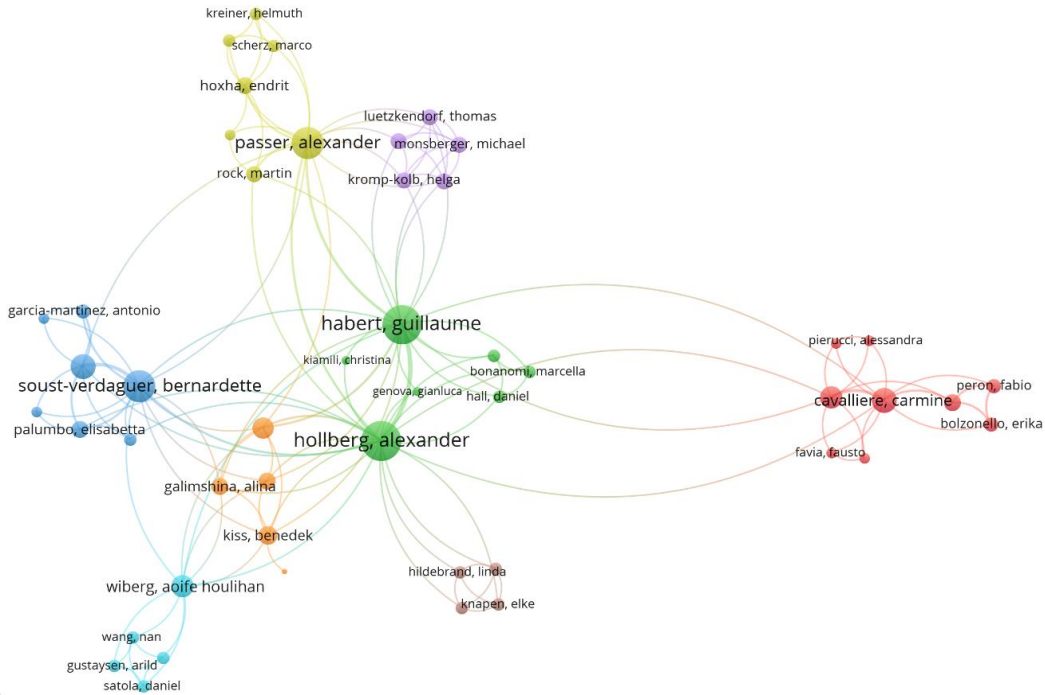 kreiner, helmuth
scherz, marco
hoxha, endrit
luetzkendorf, thomas
passer, alexander
monsberger, michael
rock, martin
kromp-kolb, helga
garcia-martinez, antonio
habert, guillaume
pierucci, alessandra
kiamili, christina
bonanomi, marcella
soust-verdaguer, bernardette
peron, fabio
genova, gianluca
hall, daniel
cavalliere, carmine
bolzonello, erika
palumbo, elisabetta
hollberg, alexander
favia, fausto
galimshina, alina
kiss, benedek
hildebrand, linda
wiberg, aoife houlihan
knapen, elke
wang, nan
gustaysen, arild
satola, daniel